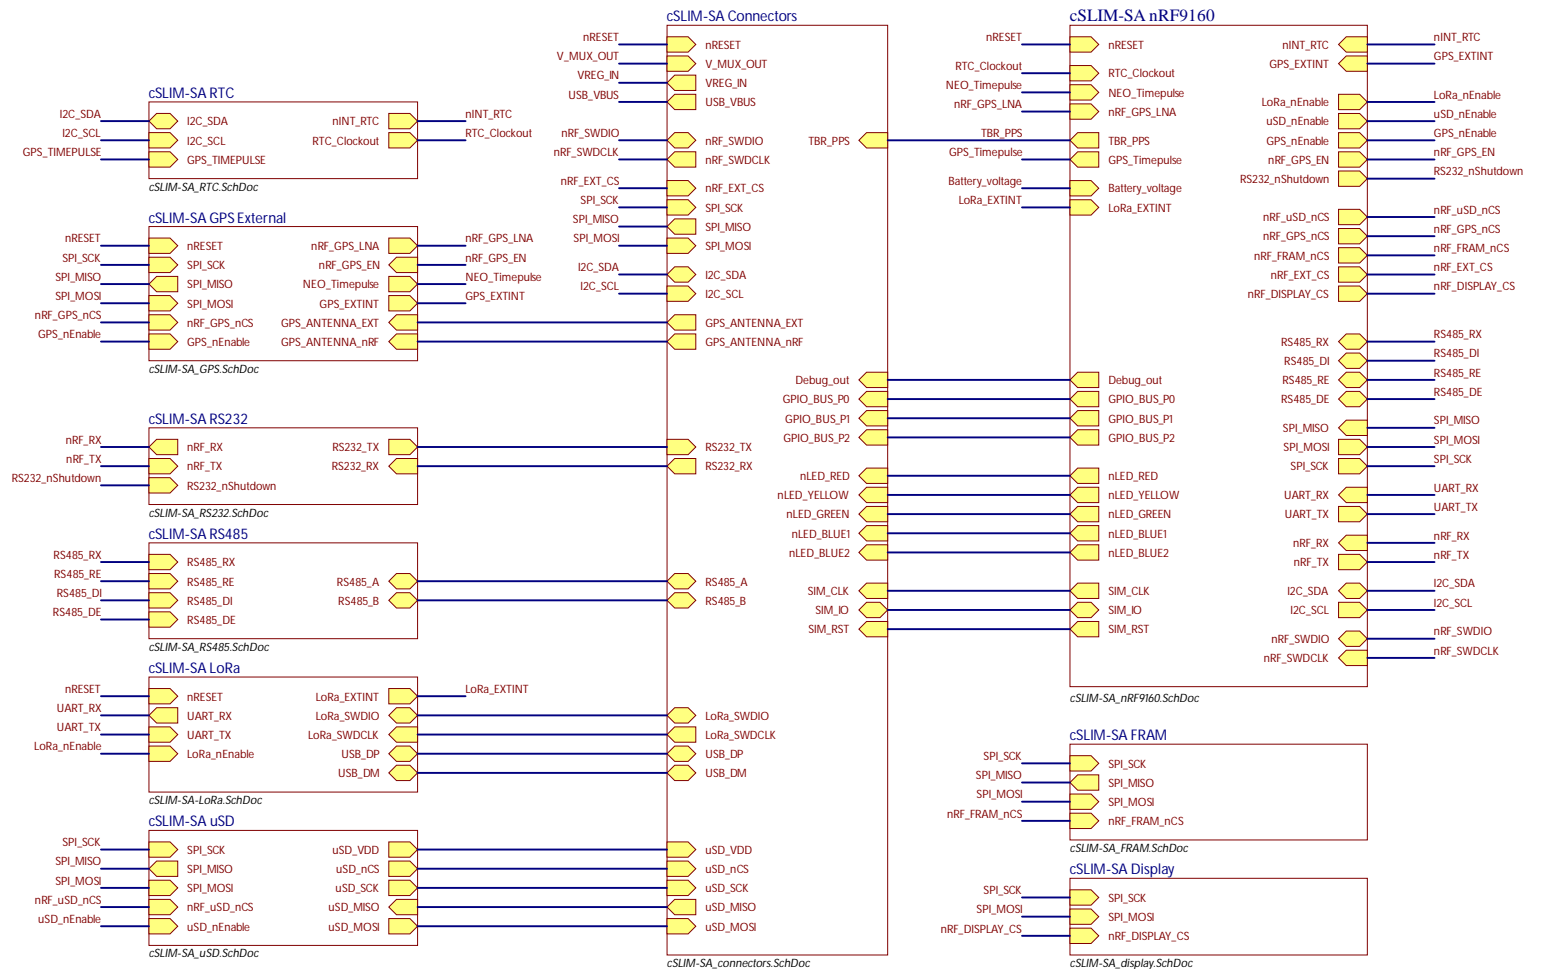 cSLIM-SA RTC
I2C_SDA
I2C_SCL
GPS_TIMEPULSE
I2C_SDA
I2C_SCL
GPS_TIMEPULSE
nINT_RTC
RTC_Clockout
nINT_RTC
RTC_Clockout
cSLIM-SA_RTC.SchDoc
cSLIM-SA GPS External
nRESET
SPI_SCK
SPI_MISO
SPI_MOSI
nRF_GPS_nCS
GPS_nEnable
nRESET
SPI_SCK
SPI_MISO
SPI_MOSI
nRF_GPS_nCS
GPS_nEnable
nRF_GPS_LNA
nRF_GPS_EN
NEO_Timepulse
GPS_EXTINT
GPS_ANTENNA_EXT
GPS_ANTENNA_nRF
nRF_GPS_LNA
nRF_GPS_EN
NEO_Timepulse
GPS_EXTINT
cSLIM-SA_GPS.SchDoc
cSLIM-SA RS232
nRF_RX
nRF_TX
RS232_nShutdown
nRF_RX
nRF_TX
RS232_nShutdown
RS232_TX
RS232_RX
cSLIM-SA_RS232.SchDoc
cSLIM-SA RS485
RS485_RX
RS485_RE
RS485_DI
RS485_DE
RS485_RX
RS485_RE
RS485_DI
RS485_DE
RS485_A
RS485_B
cSLIM-SA_RS485.SchDoc
cSLIM-SA LoRa
nRESET
UART_RX
UART_TX
LoRa_nEnable
nRESET
UART_RX
UART_TX
LoRa_nEnable
LoRa_EXTINT
LoRa_SWDIO
LoRa_SWDCLK
USB_DP
USB_DM
LoRa_EXTINT
cSLIM-SA-LoRa.SchDoc
cSLIM-SA uSD
SPI_SCK
SPI_MISO
SPI_MOSI
nRF_uSD_nCS
uSD_nEnable
SPI_SCK
SPI_MISO
SPI_MOSI
nRF_uSD_nCS
uSD_nEnable
uSD_VDD
uSD_nCS
uSD_SCK
uSD_MISO
uSD_MOSI
cSLIM-SA_uSD.SchDoc
cSLIM-SA Connectors
nRESET
V_MUX_OUT
VREG_IN
USB_VBUS
nRF_SWDIO
nRF_SWDCLK
nRF_EXT_CS
SPI_SCK
SPI_MISO
SPI_MOSI
I2C_SDA
I2C_SCL
nRESET
V_MUX_OUT
VREG_IN
USB_VBUS
nRF_SWDIO
nRF_SWDCLK
nRF_EXT_CS
SPI_SCK
SPI_MISO
SPI_MOSI
I2C_SDA
I2C_SCL
GPS_ANTENNA_EXT
GPS_ANTENNA_nRF
RS232_TX
RS232_RX
RS485_A
RS485_B
LoRa_SWDIO
LoRa_SWDCLK
USB_DP
USB_DM
uSD_VDD
uSD_nCS
uSD_SCK
uSD_MISO
uSD_MOSI
TBR_PPS
Debug_out
GPIO_BUS_P0
GPIO_BUS_P1
GPIO_BUS_P2
nLED_RED
nLED_YELLOW
nLED_GREEN
nLED_BLUE1
nLED_BLUE2
SIM_CLK
SIM_IO
SIM_RST
cSLIM-SA_connectors.SchDoc
cSLIM-SA nRF9160
nRESET
RTC_Clockout
NEO_Timepulse
nRF_GPS_LNA
TBR_PPS
GPS_Timepulse
Battery_voltage
LoRa_EXTINT
nRESET
RTC_Clockout
NEO_Timepulse
nRF_GPS_LNA
TBR_PPS
GPS_Timepulse
Battery_voltage
LoRa_EXTINT
Debug_out
GPIO_BUS_P0
GPIO_BUS_P1
GPIO_BUS_P2
nLED_RED
nLED_YELLOW
nLED_GREEN
nLED_BLUE1
nLED_BLUE2
SIM_CLK
SIM_IO
SIM_RST
nINT_RTC
GPS_EXTINT
LoRa_nEnable
uSD_nEnable
GPS_nEnable
nRF_GPS_EN
RS232_nShutdown
nRF_uSD_nCS
nRF_GPS_nCS
nRF_FRAM_nCS
nRF_EXT_CS
nRF_DISPLAY_CS
RS485_RX
RS485_DI
RS485_RE
RS485_DE
SPI_MISO
SPI_MOSI
SPI_SCK
UART_RX
UART_TX
nRF_RX
nRF_TX
I2C_SDA
I2C_SCL
nRF_SWDIO
nRF_SWDCLK
nINT_RTC
GPS_EXTINT
LoRa_nEnable
uSD_nEnable
GPS_nEnable
nRF_GPS_EN
RS232_nShutdown
nRF_uSD_nCS
nRF_GPS_nCS
nRF_FRAM_nCS
nRF_EXT_CS
nRF_DISPLAY_CS
RS485_RX
RS485_DI
RS485_RE
RS485_DE
SPI_MISO
SPI_MOSI
SPI_SCK
UART_RX
UART_TX
nRF_RX
nRF_TX
I2C_SDA
I2C_SCL
nRF_SWDIO
nRF_SWDCLK
cSLIM-SA_nRF9160.SchDoc
cSLIM-SA FRAM
SPI_SCK
SPI_MISO
SPI_MOSI
nRF_FRAM_nCS
SPI_SCK
SPI_MISO
SPI_MOSI
nRF_FRAM_nCS
cSLIM-SA_FRAM.SchDoc
cSLIM-SA Display
SPI_SCK
SPI_MOSI
nRF_DISPLAY_CS
SPI_SCK
SPI_MOSI
nRF_DISPLAY_CS
cSLIM-SA_display.SchDoc